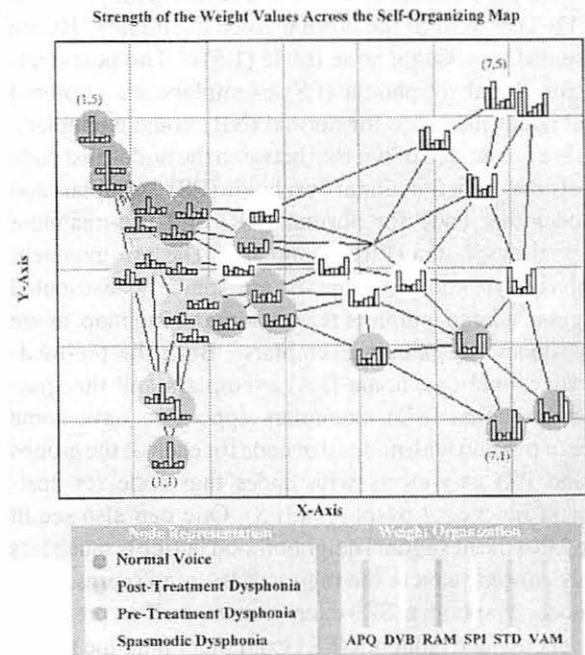 Strength of the Weight Values Across the Self-Organizing Map
(1,5)
(7,5)
Y-Axis
(1,1)
(7,1)
X-Axis
Node Representation Weight Organization
Normal Voice
Post-Treatment Dysphonia
Pre-Treatment Dysphonia
Spasmodic Dysphonia
APQ DVB RAM SPI STD VAM